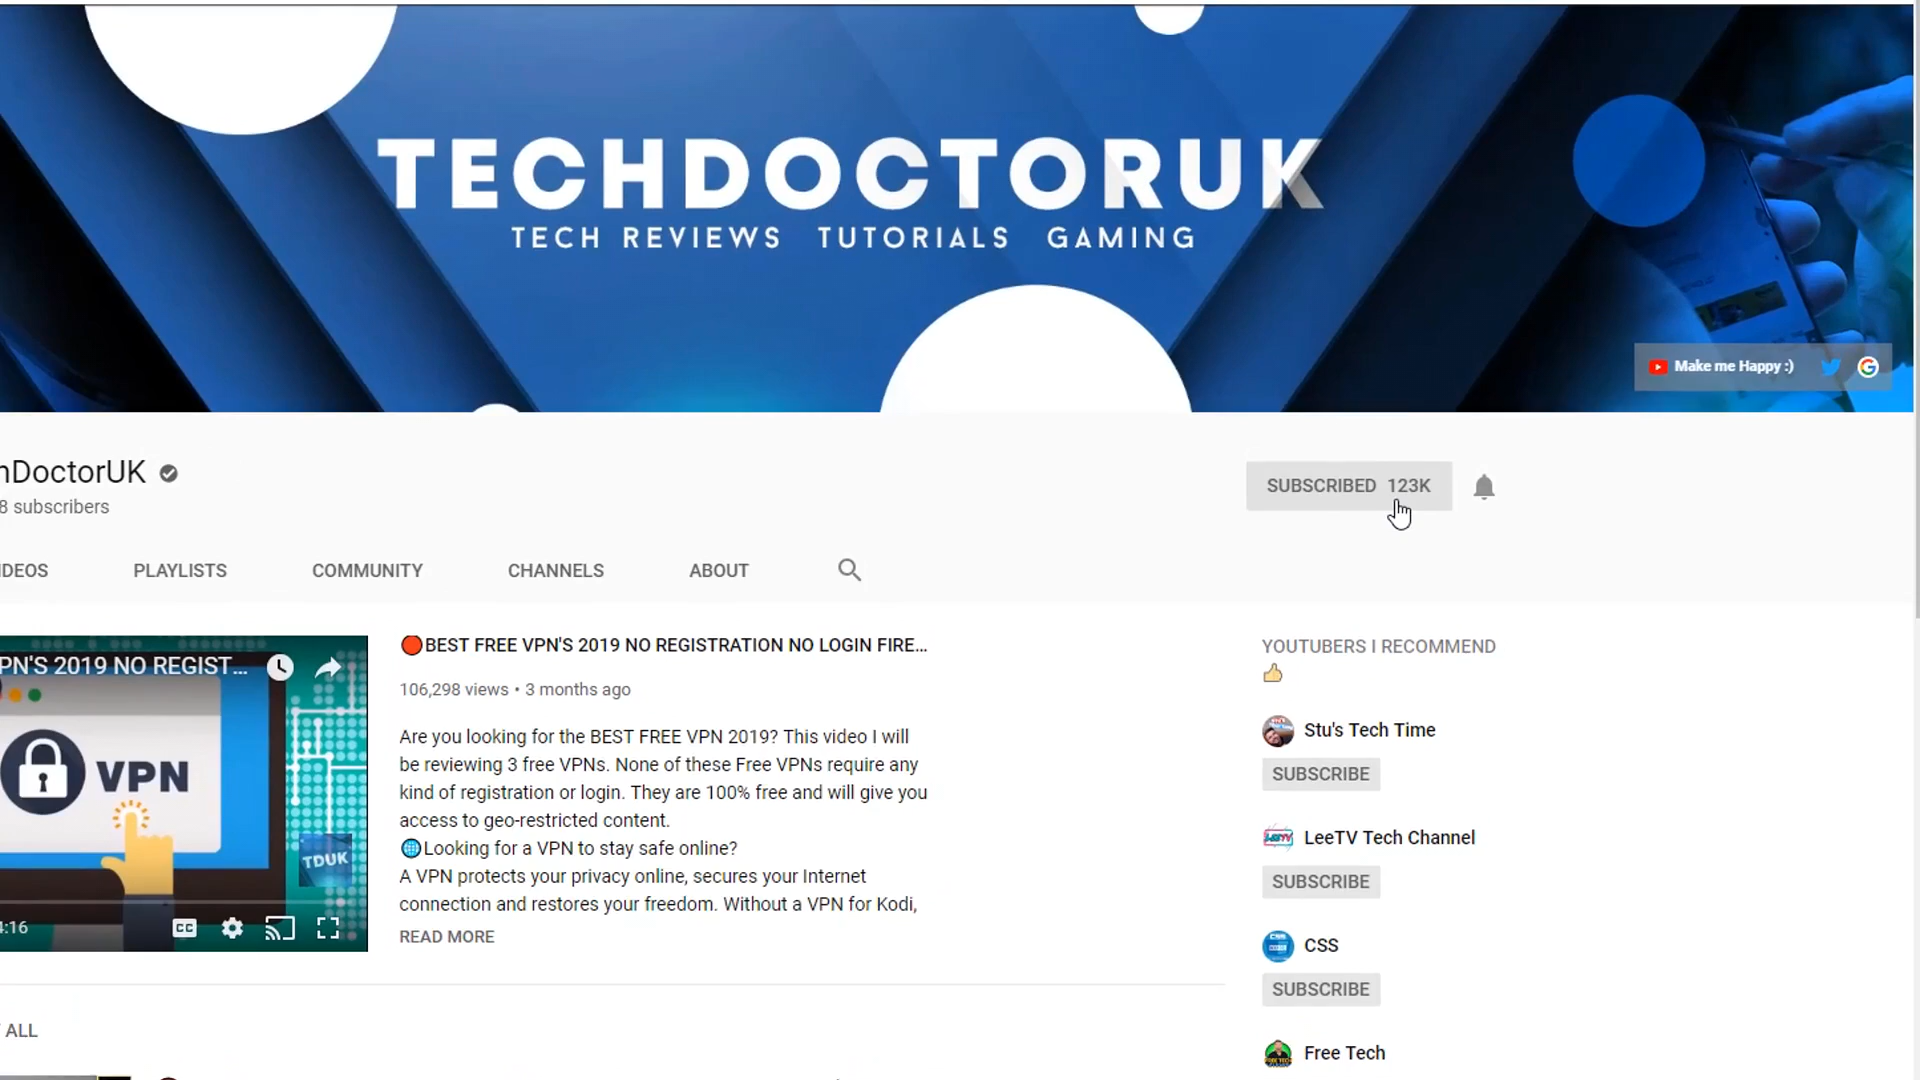 TECHDOCTORUK
TECH REVIEWS TUTORIALS GAMING
Make me Happy :)
hDoctorUK
8 subscribers
SUBSCRIBED 123K
IDEOS
PLAYLISTS
COMMUNITY
CHANNELS
ABOUT
PN'S 2019 NO REGIST...
VPN
TDUK
4:16
CC
🔴BEST FREE VPN'S 2019 NO REGISTRATION NO LOGIN FIRE...
106,298 views • 3 months ago
Are you looking for the BEST FREE VPN 2019? This video I will
be reviewing 3 free VPNs. None of these Free VPNs require any
kind of registration or login. They are 100% free and will give you
access to geo-restricted content.
🌐Looking for a VPN to stay safe online?
A VPN protects your privacy online, secures your Internet
connection and restores your freedom. Without a VPN for Kodi,
READ MORE
YOUTUBERS I RECOMMEND
👍
Stu's Tech Time
SUBSCRIBE
LeeTV Tech Channel
SUBSCRIBE
CSS
SUBSCRIBE
Free Tech
ALL